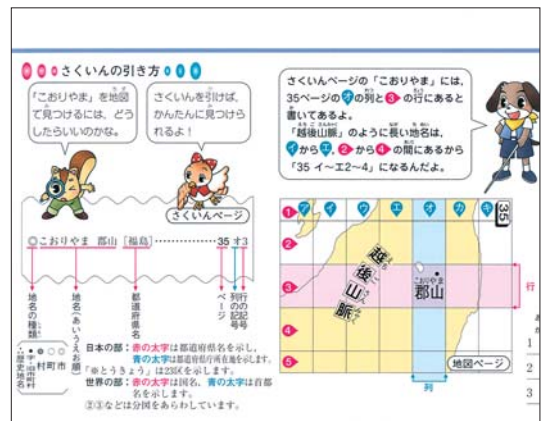 さくいんの引き方
「こおりやま」を地図
で見つけるには、どう
したらいいのかな。
さくいんを引けば、
かんたんに見つけら
れるよ！
さくいんページの「こおりやま」には、
35ページのオの列と3の行にあると
書いてあるよ。
「越後山脈」のように長い地名は、
イからエ、2から4の間にあるから
「35 イ～エ2～4」になるんだよ。
さくいんページ
◎こおりやま 郡山 [福島]……………35 オ3
地名の種類
地名(あいうえお順)
都道府県名
ページ
列の記号
行の記号
市
町
村
字・旧市町村
歴史地名
日本の部：赤の太字は都道府県名を示し、
青の太字は都道府県庁所在地を示します。
「※とうきょう」は23区を示します。
世界の部：赤の太字は国名、青の太字は首都
名を示します。
②③などは分図をあらわしています。
ア イ ウ エ オ カ キ
35
1
2
3
4
5
越後山脈
こおりやま
郡山
地図ページ
行
列
1
2
3